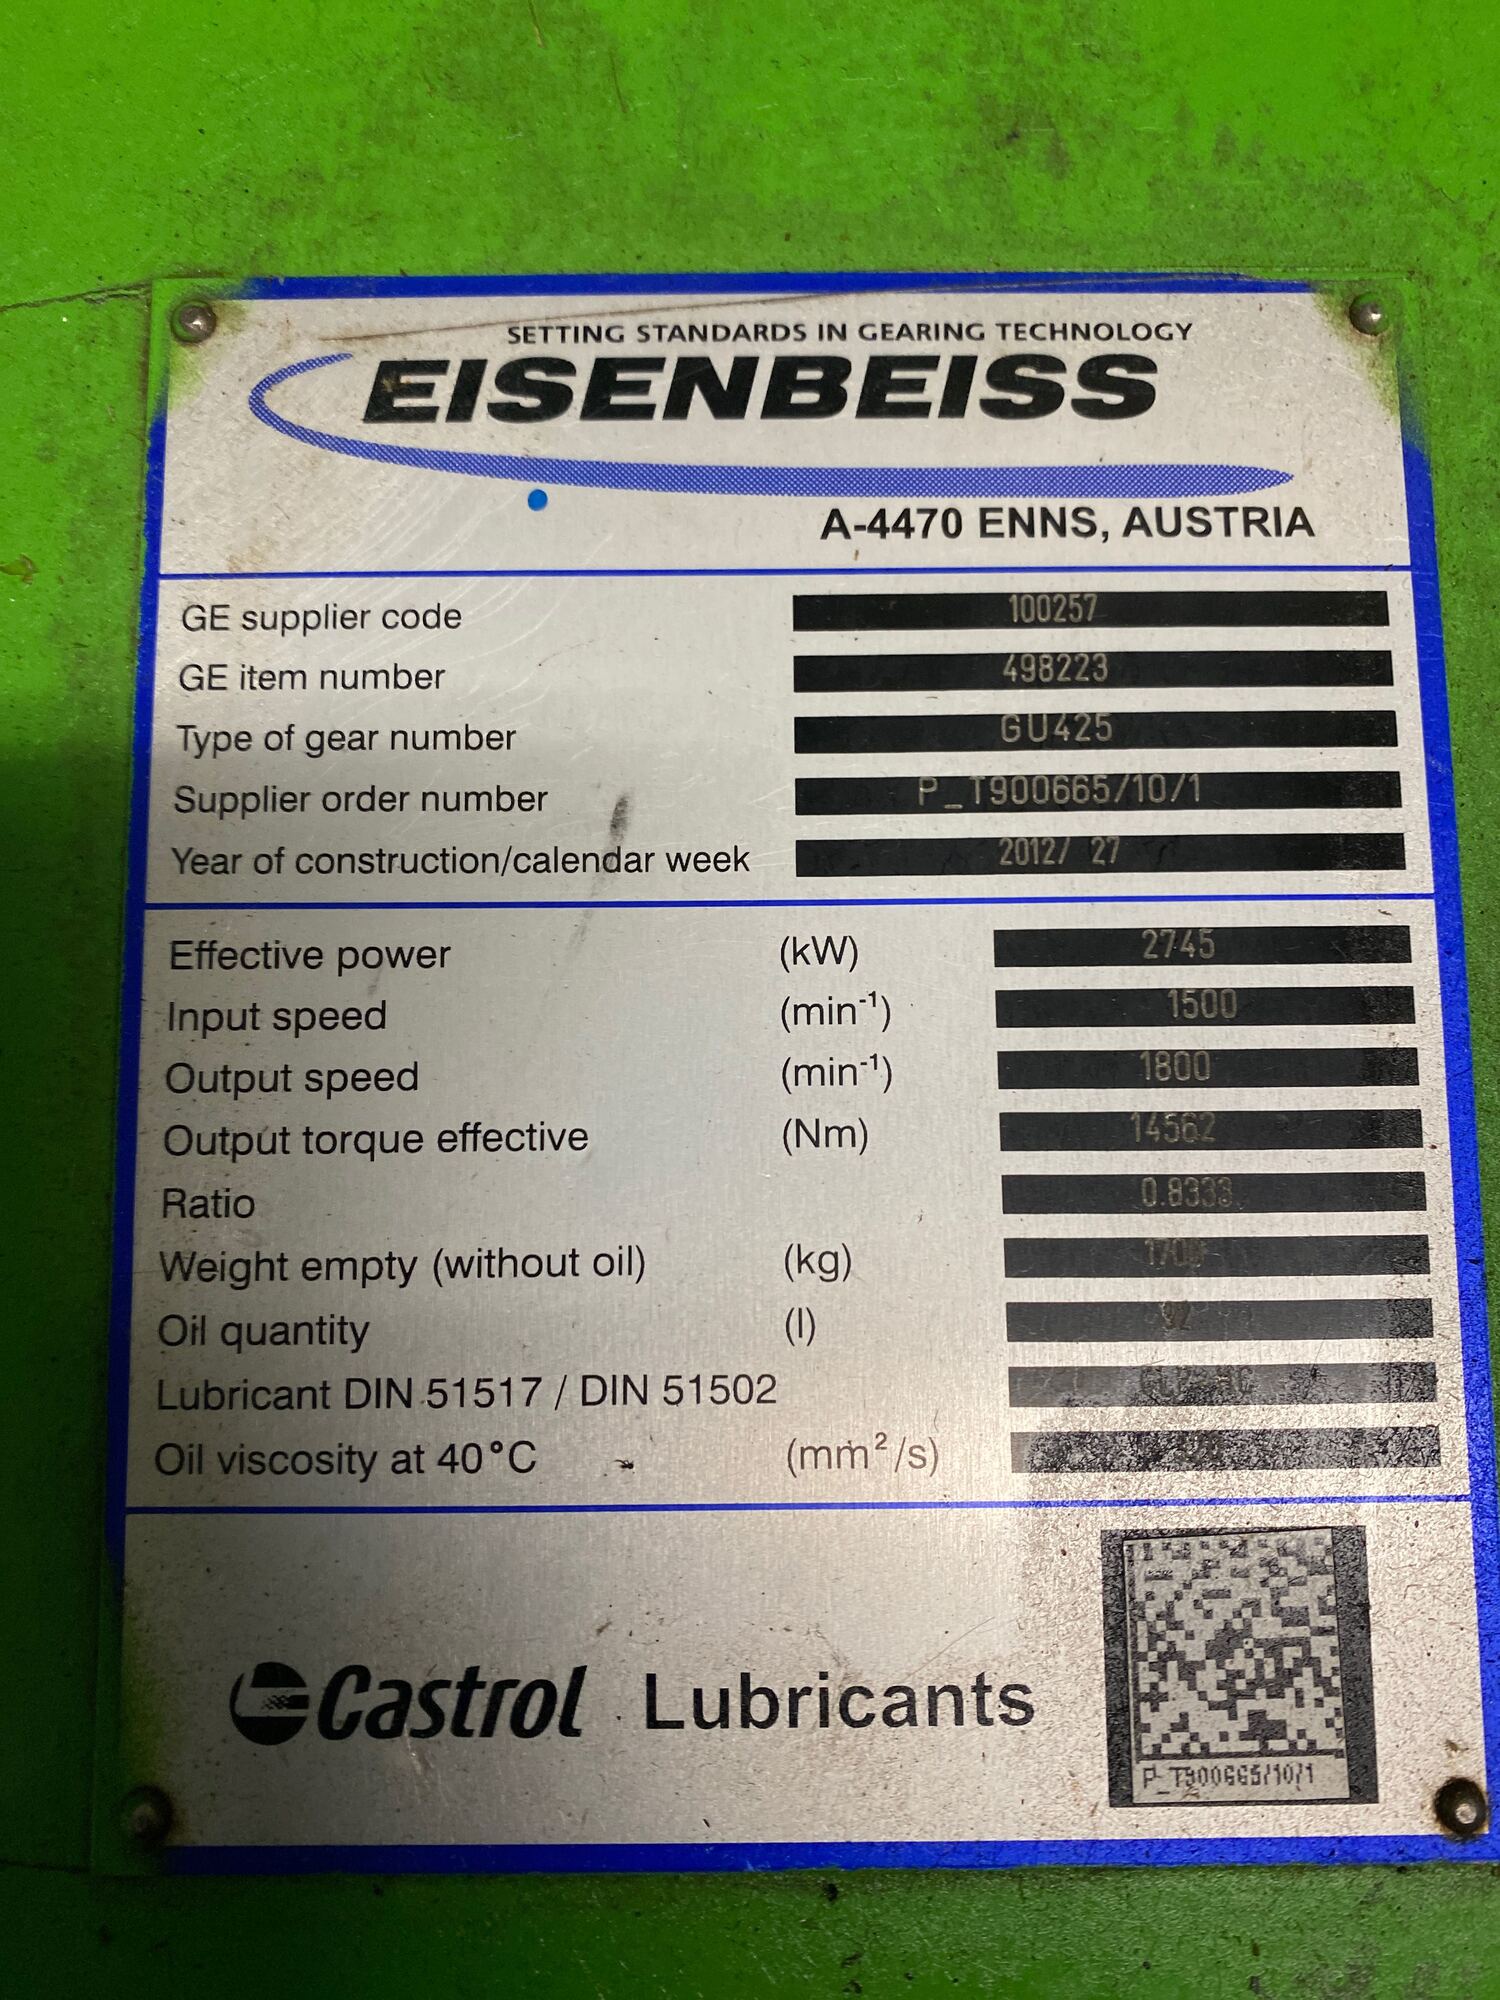 SETTING STANDARDS IN GEARING TECHNOLOGY
EISENBEISS
A-4470 ENNS, AUSTRIA
GE supplier code 100257
GE item number 498223
Type of gear number GU425
Supplier order number P_T900665/10/1
Year of construction/calendar week 2012/ 27
Effective power (kW) 2745
Input speed (min⁻¹) 1500
Output speed (min⁻¹) 1800
Output torque effective (Nm) 14562
Ratio 0.8333
Weight empty (without oil) (kg)
Oil quantity (l)
Lubricant DIN 51517 / DIN 51502
Oil viscosity at 40°C (mm²/s)
Castrol Lubricants
P_T900665/10/1